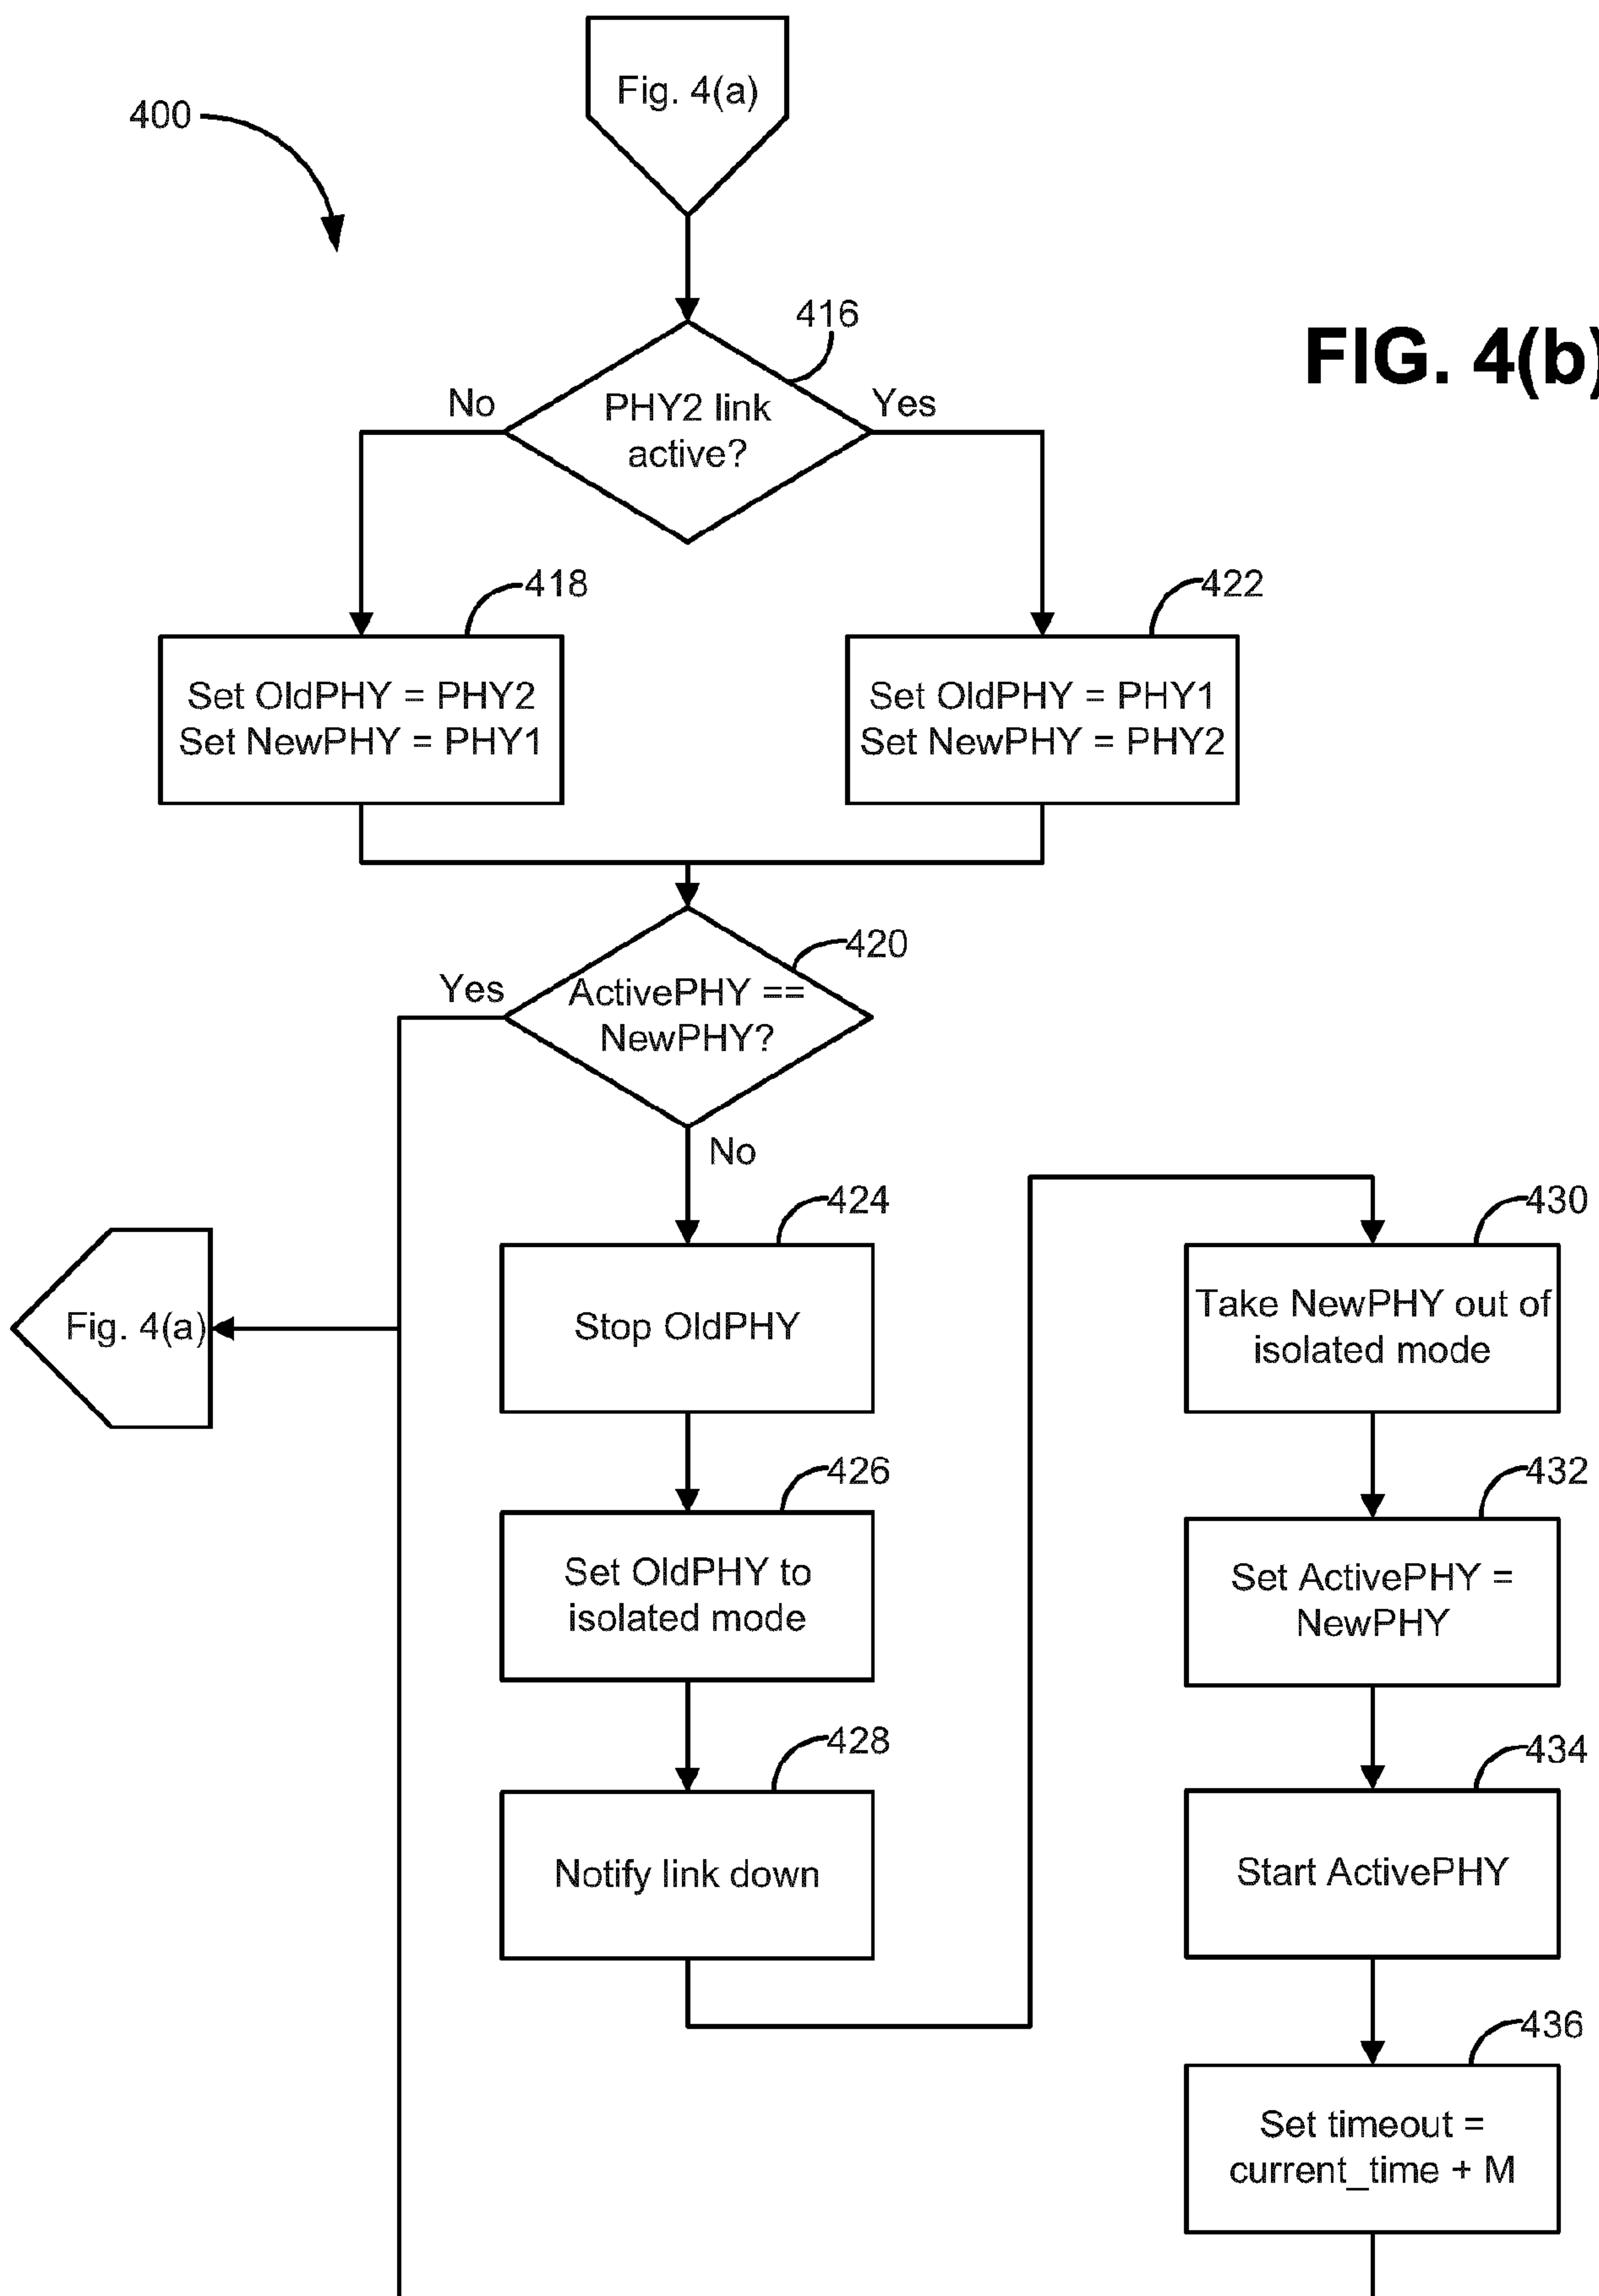 Fig. 4(a)
400
FIG. 4(b)
416
PHY2 link
active?
No
Yes
418
Set OldPHY = PHY2
Set NewPHY = PHY1
422
Set OldPHY = PHY1
Set NewPHY = PHY2
420
ActivePHY ==
NewPHY?
Yes
No
Fig. 4(a)
424
Stop OldPHY
426
Set OldPHY to
isolated mode
428
Notify link down
430
Take NewPHY out of
isolated mode
432
Set ActivePHY =
NewPHY
434
Start ActivePHY
436
Set timeout =
current_time + M